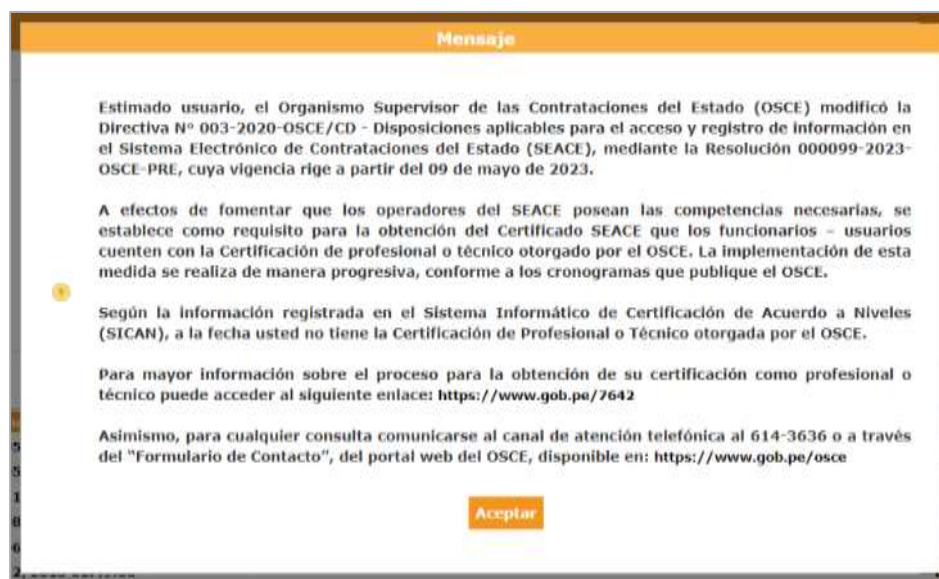 Mensaje
Estimado usuario, el Organismo Supervisor de las Contrataciones del Estado (OSCE) modificó la
Directiva Nº 003-2020-OSCE/CD - Disposiciones aplicables para el acceso y registro de información en
el Sistema Electrónico de Contrataciones del Estado (SEACE), mediante la Resolución 000099-2023-
OSCE-PRE, cuya vigencia rige a partir del 09 de mayo de 2023.
A efectos de fomentar que los operadores del SEACE posean las competencias necesarias, se
establece como requisito para la obtención del Certificado SEACE que los funcionarios – usuarios
cuenten con la Certificación de profesional o técnico otorgado por el OSCE. La implementación de esta
medida se realiza de manera progresiva, conforme a los cronogramas que publique el OSCE.
Según la información registrada en el Sistema Informático de Certificación de Acuerdo a Niveles
(SICAN), a la fecha usted no tiene la Certificación de Profesional o Técnico otorgada por el OSCE.
Para mayor información sobre el proceso para la obtención de su certificación como profesional o
técnico puede acceder al siguiente enlace: https://www.gob.pe/7642
Asimismo, para cualquier consulta comunicarse al canal de atención telefónica al 614-3636 o a través
del "Formulario de Contacto", del portal web del OSCE, disponible en: https://www.gob.pe/osce
Aceptar